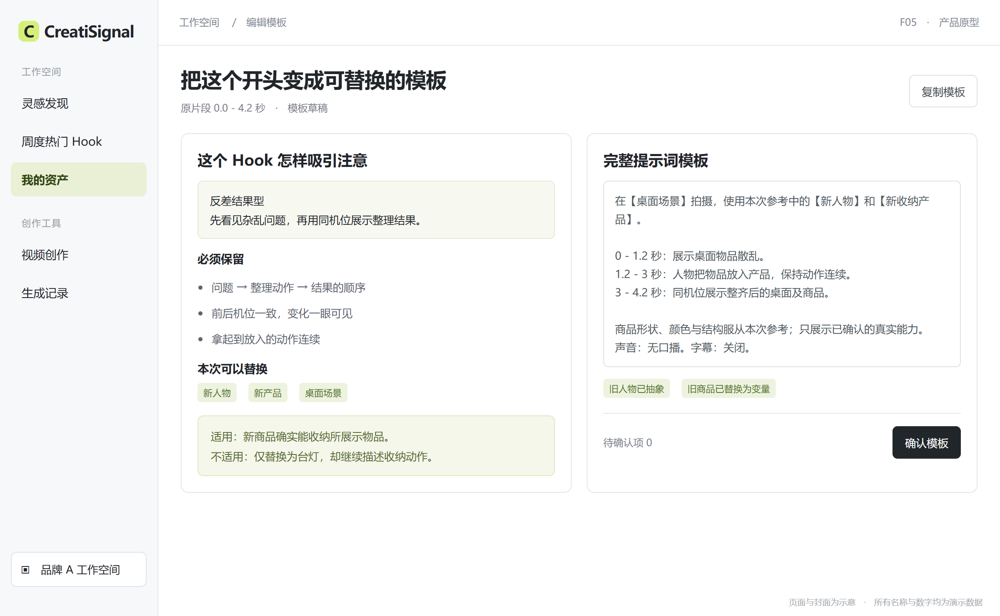 C CreatiSignal
工作空间
灵感发现
周度热门 Hook
我的资产
创作工具
视频创作
生成记录
品牌 A 工作空间
工作空间 / 编辑模板
F05 · 产品原型
把这个开头变成可替换的模板
原片段 0.0 - 4.2 秒 · 模板草稿
复制模板
这个 Hook 怎样吸引注意
反差结果型
先看见杂乱问题，再用同机位展示整理结果。
必须保留
• 问题 → 整理动作 → 结果的顺序
• 前后机位一致，变化一眼可见
• 拿起到放入的动作连续
本次可以替换
新人物 新产品 桌面场景
适用：新商品确实能收纳所展示物品。
不适用：仅替换为台灯，却继续描述收纳动作。
完整提示词模板
在【桌面场景】拍摄，使用本次参考中的【新人物】和【新收纳产
品】。
0 - 1.2 秒：展示桌面物品散乱。
1.2 - 3 秒：人物把物品放入产品，保持动作连续。
3 - 4.2 秒：同机位展示整齐后的桌面及商品。
商品形状、颜色与结构服从本次参考；只展示已确认的真实能力。
声音：无口播。字幕：关闭。
旧人物已抽象 旧商品已替换为变量
待确认项 0
确认模板
页面与封面为示意 · 所有名称与数字均为演示数据